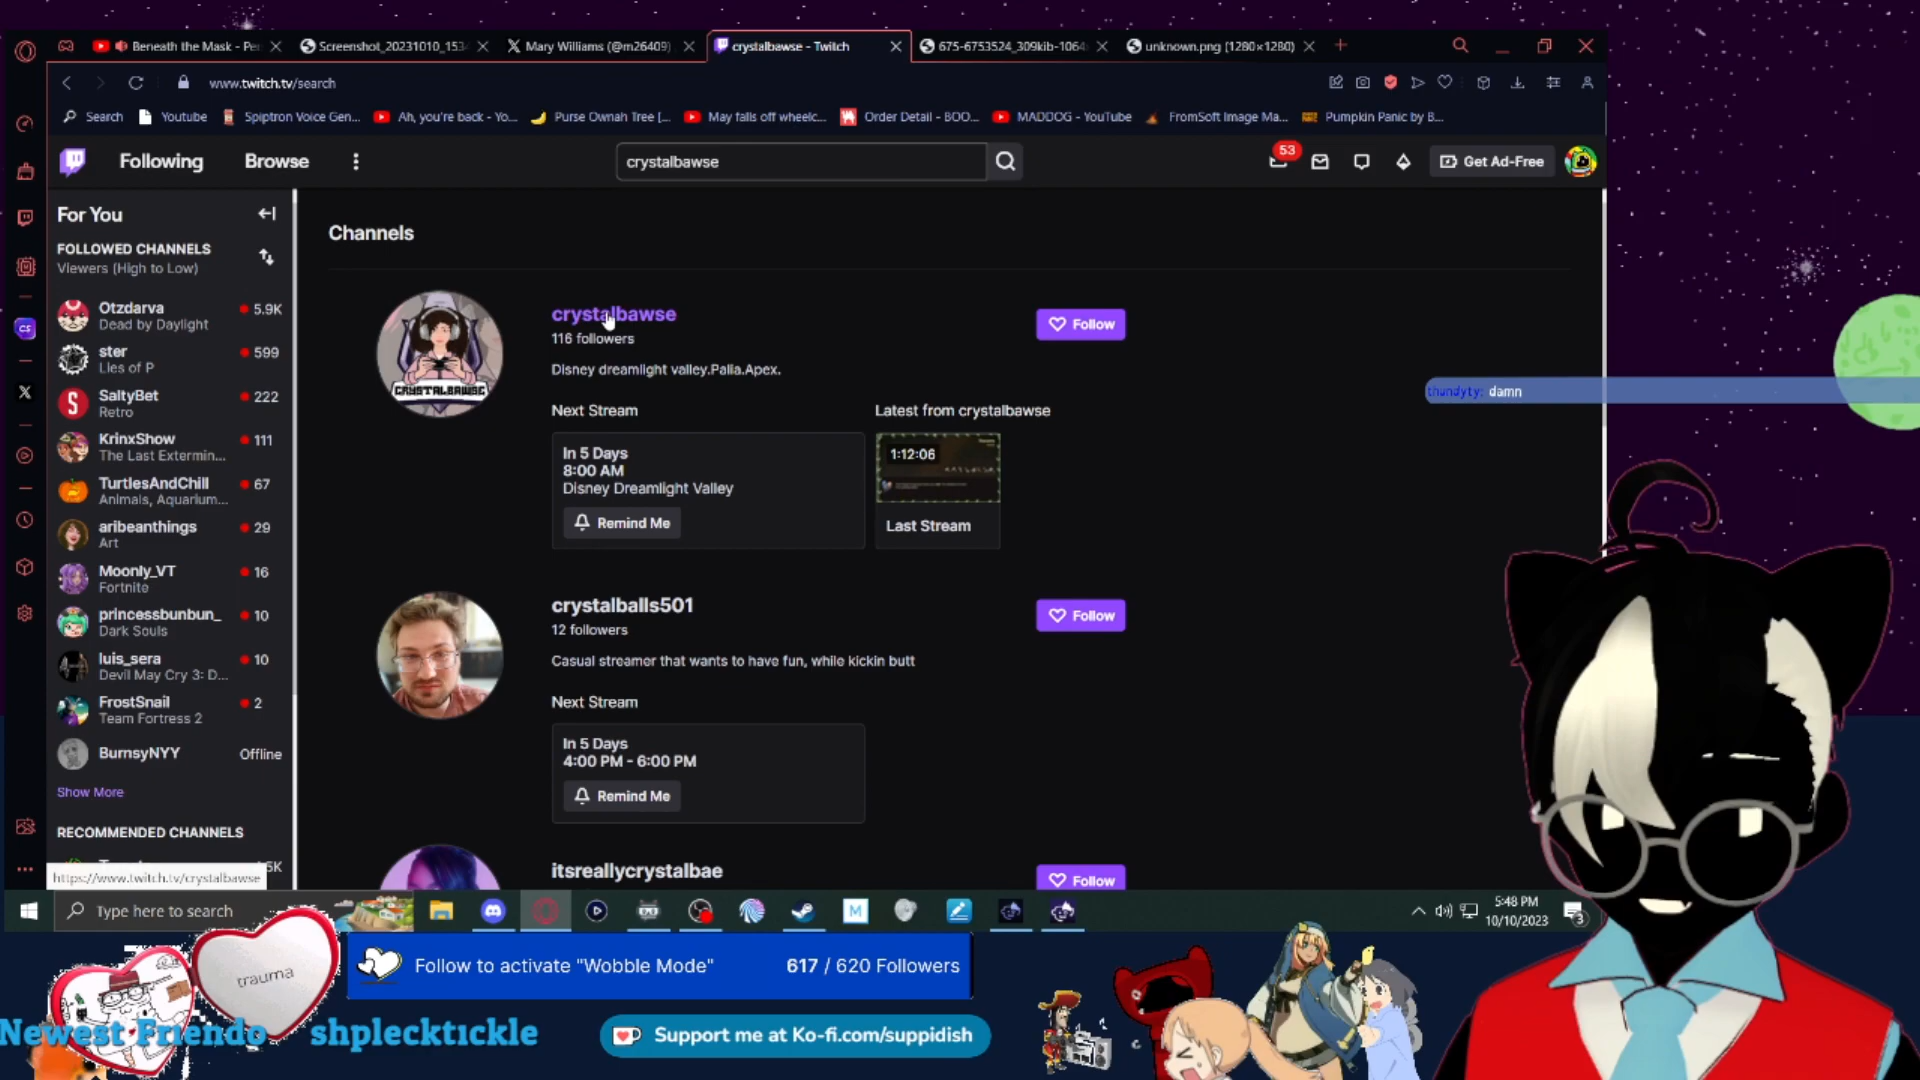 Beneath the Mask - Per
Screenshot_20231010_153
Mary Williams (@m26409)
crystalbawse - Twitch
675-6753524_309kib-1064
unknown.png (1280×1280)
www.twitch.tv/search
Search
Youtube
Spiptron Voice Gen...
Ah, you're back - Yo...
Purse Ownah Tree [...
May falls off wheelc...
Order Detail - BOO...
MADDOG - YouTube
FromSoft Image Ma...
Pumpkin Panic by B...
Following
Browse
crystalbawse
53
Get Ad-Free
For You
FOLLOWED CHANNELS
Viewers (High to Low)
Otzdarva 5.9K
Dead by Daylight
ster 599
Lies of P
SaltyBet 222
Retro
KrinxShow 111
The Last Extermin...
TurtlesAndChill 67
Animals, Aquarium...
aribeanthings 29
Art
Moonly_VT 16
Fortnite
princessbunbun_ 10
Dark Souls
luis_sera 10
Devil May Cry 3: D...
FrostSnail 2
Team Fortress 2
BurnsyNYY Offline
Show More
RECOMMENDED CHANNELS
https://www.twitch.tv/crystalbawse
Channels
CRYSTALBAWSE
crystalbawse
116 followers
Follow
Disney dreamlight valley.Palia.Apex.
Next Stream
Latest from crystalbawse
In 5 Days
8:00 AM
Disney Dreamlight Valley
Remind Me
1:12:06
Last Stream
crystalballs501
12 followers
Follow
Casual streamer that wants to have fun, while kickin butt
Next Stream
In 5 Days
4:00 PM - 6:00 PM
Remind Me
itsreallycrystalbae
Follow
thundyty: damn
Type here to search
5:48 PM
10/10/2023
3
trauma
Follow to activate "Wobble Mode"
617 / 620 Followers
Newest Friendo
shpleckt1ckle
Support me at Ko-fi.com/suppidish